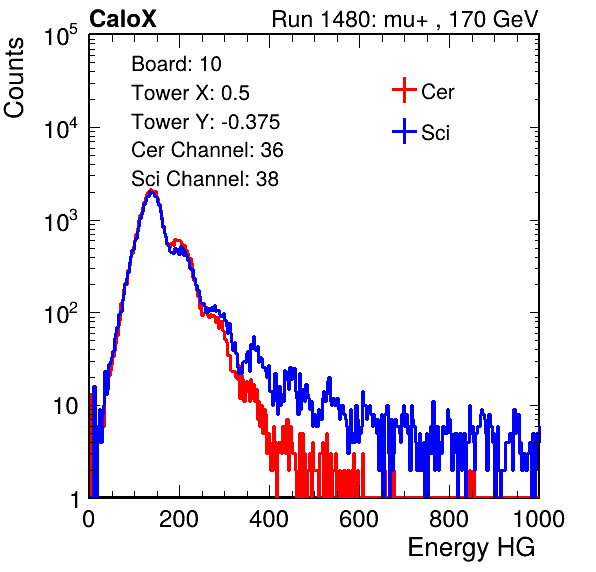 CaloX Run 1480: mu+ , 170 GeV
Board: 10
Tower X: 0.5
Tower Y: -0.375
Cer Channel: 36
Sci Channel: 38
Cer
Sci
Counts
10^5
10^4
10^3
10^2
10
1
0 200 400 600 800 1000
Energy HG